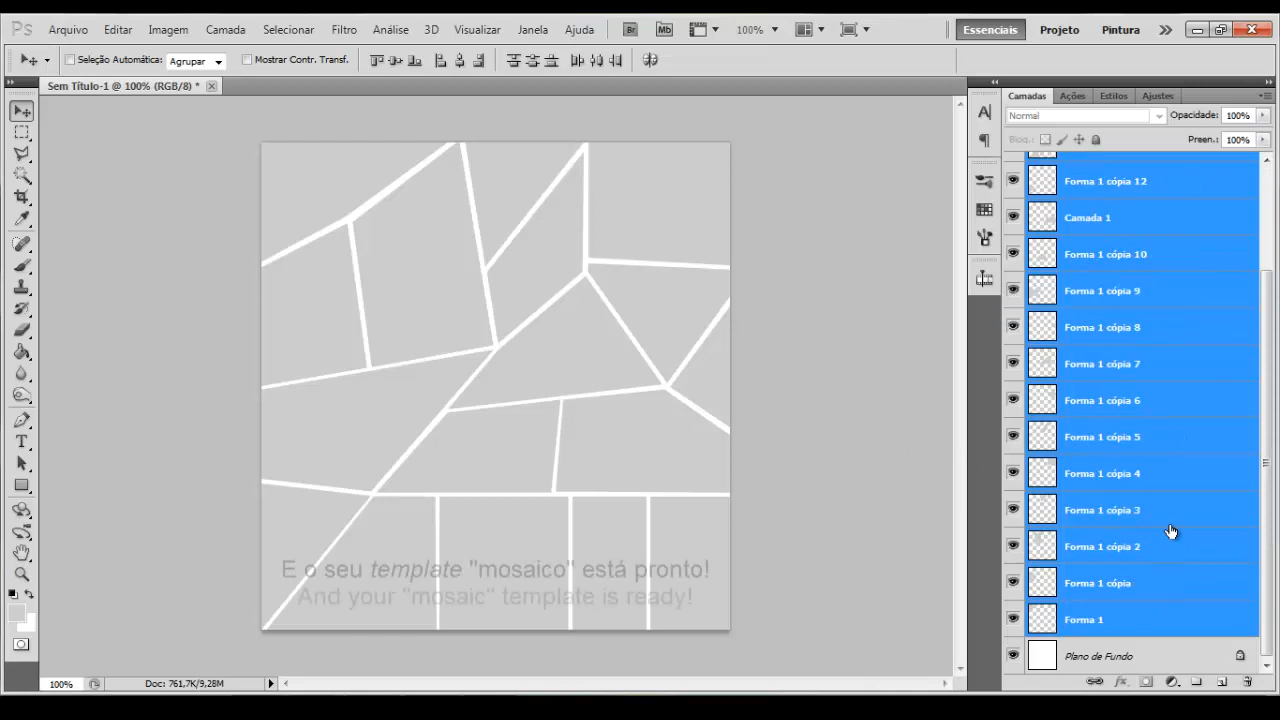 Ps Arquivo Editar Imagem Camada Seleção Filtro Análise 3D Visualizar Janela Ajuda Br Mb 100% Essenciais Projeto Pintura
Seleção Automática: Agrupar Mostrar Contr. Transf.
Sem Título-1 @ 100% (RGB/8) *
Camadas Ações Estilos Ajustes
Normal Opacidade: 100%
Bloq.: Preen.: 100%
Forma 1 cópia 12
Camada 1
Forma 1 cópia 10
Forma 1 cópia 9
Forma 1 cópia 8
Forma 1 cópia 7
Forma 1 cópia 6
Forma 1 cópia 5
Forma 1 cópia 4
Forma 1 cópia 3
Forma 1 cópia 2
Forma 1 cópia
Forma 1
Plano de Fundo
E o seu template "mosaico" está pronto!
And your "mosaic" template is ready!
100% Doc: 761,7K/9,28M